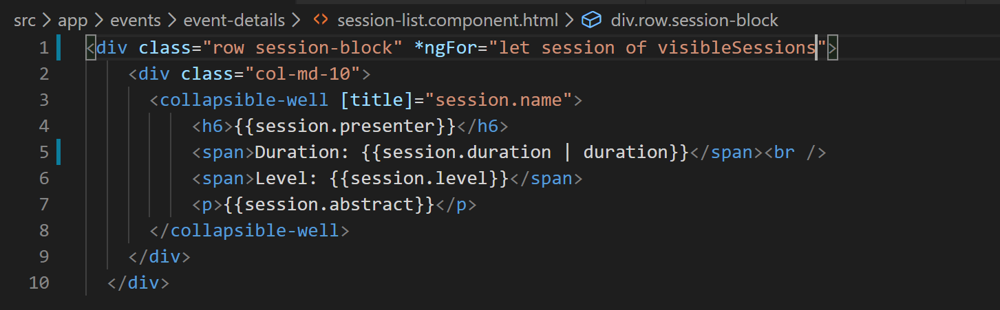 src > app > events > event-details > <> session-list.component.html > div.row.session-block
1 <div class="row session-block" *ngFor="let session of visibleSessions">
2 <div class="col-md-10">
3 <collapsible-well [title]="session.name">
4 <h6>{{session.presenter}}</h6>
5 <span>Duration: {{session.duration | duration}}</span><br />
6 <span>Level: {{session.level}}</span>
7 <p>{{session.abstract}}</p>
8 </collapsible-well>
9 </div>
10 </div>